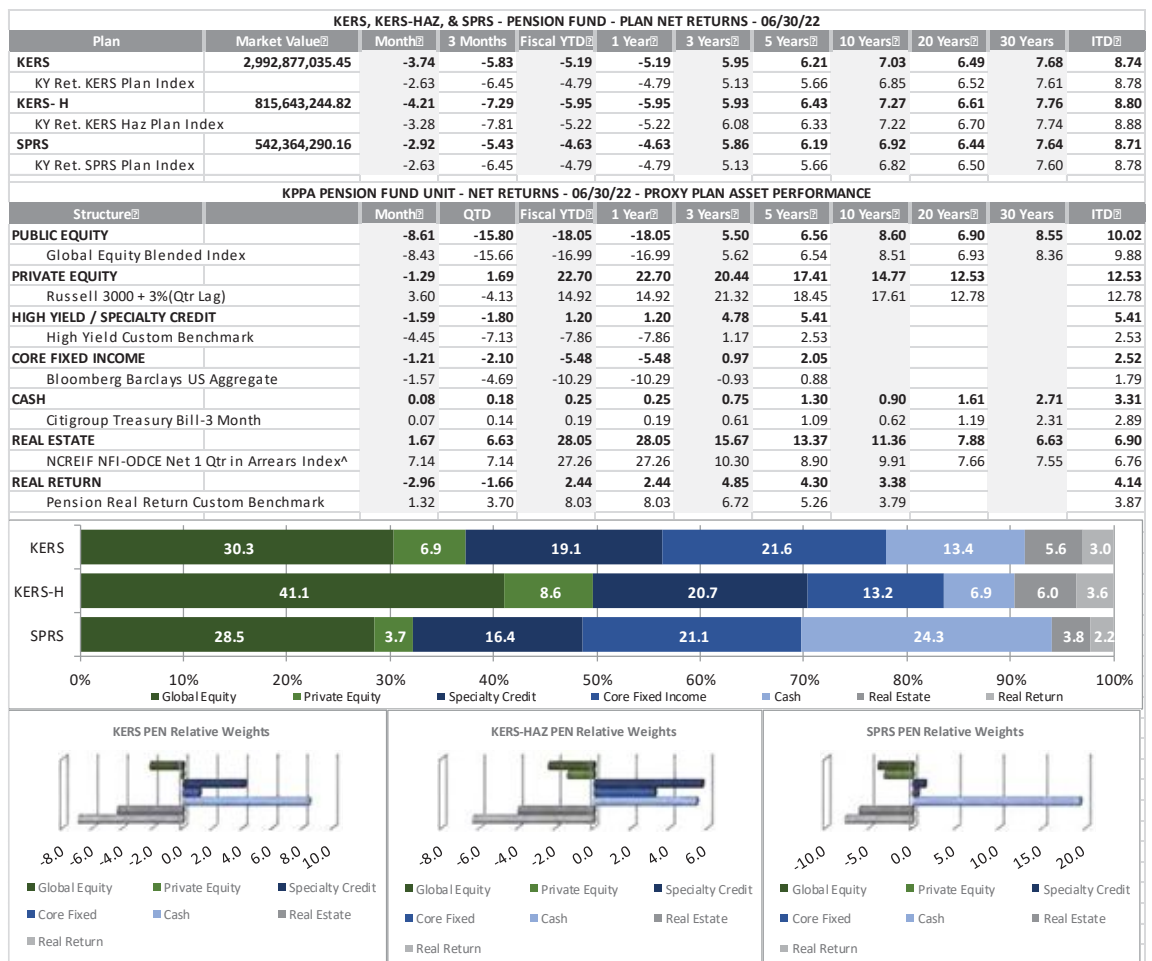 KERS, KERS-HAZ, & SPRS - PENSION FUND - PLAN NET RETURNS - 06/30/22
Plan Market Value Month 3 Months Fiscal YTD 1 Year 3 Years 5 Years 10 Years 20 Years 30 Years ITD
KERS 2,992,877,035.45 -3.74 -5.83 -5.19 -5.19 5.95 6.21 7.03 6.49 7.68 8.74
KY Ret. KERS Plan Index -2.63 -6.45 -4.79 -4.79 5.13 5.66 6.85 6.52 7.61 8.78
KERS- H 815,643,244.82 -4.21 -7.29 -5.95 -5.95 5.93 6.43 7.27 6.61 7.76 8.80
KY Ret. KERS Haz Plan Index -3.28 -7.81 -5.22 -5.22 6.08 6.33 7.22 6.70 7.74 8.88
SPRS 542,364,290.16 -2.92 -5.43 -4.63 -4.63 5.86 6.19 6.92 6.44 7.64 8.71
KY Ret. SPRS Plan Index -2.63 -6.45 -4.79 -4.79 5.13 5.66 6.82 6.50 7.60 8.78
KPPA PENSION FUND UNIT - NET RETURNS - 06/30/22 - PROXY PLAN ASSET PERFORMANCE
Structure Month QTD Fiscal YTD 1 Year 3 Years 5 Years 10 Years 20 Years 30 Years ITD
PUBLIC EQUITY -8.61 -15.80 -18.05 -18.05 5.50 6.56 8.60 6.90 8.55 10.02
Global Equity Blended Index -8.43 -15.66 -16.99 -16.99 5.62 6.54 8.51 6.93 8.36 9.88
PRIVATE EQUITY -1.29 1.69 22.70 22.70 20.44 17.41 14.77 12.53 12.53
Russell 3000 + 3%(Qtr Lag) 3.60 -4.13 14.92 14.92 21.32 18.45 17.61 12.78 12.78
HIGH YIELD / SPECIALTY CREDIT -1.59 -1.80 1.20 1.20 4.78 5.41 5.41
High Yield Custom Benchmark -4.45 -7.13 -7.86 -7.86 1.17 2.53 2.53
CORE FIXED INCOME -1.21 -2.10 -5.48 -5.48 0.97 2.05 2.52
Bloomberg Barclays US Aggregate -1.57 -4.69 -10.29 -10.29 -0.93 0.88 1.79
CASH 0.08 0.18 0.25 0.25 0.75 1.30 0.90 1.61 2.71 3.31
Citigroup Treasury Bill-3 Month 0.07 0.14 0.19 0.19 0.61 1.09 0.62 1.19 2.31 2.89
REAL ESTATE 1.67 6.63 28.05 28.05 15.67 13.37 11.36 7.88 6.63 6.90
NCREIF NFI-ODCE Net 1 Qtr in Arrears Index^ 7.14 7.14 27.26 27.26 10.30 8.90 9.91 7.66 7.55 6.76
REAL RETURN -2.96 -1.66 2.44 2.44 4.85 4.30 3.38 4.14
Pension Real Return Custom Benchmark 1.32 3.70 8.03 8.03 6.72 5.26 3.79 3.87
KERS 30.3 6.9 19.1 21.6 13.4 5.6 3.0
KERS-H 41.1 8.6 20.7 13.2 6.9 6.0 3.6
SPRS 28.5 3.7 16.4 21.1 24.3 3.8 2.2
0% 10% 20% 30% 40% 50% 60% 70% 80% 90% 100%
Global Equity Private Equity Specialty Credit Core Fixed Income Cash Real Estate Real Return
KERS PEN Relative Weights
-8.0 -6.0 -4.0 -2.0 0.0 2.0 4.0 6.0 8.0 10.0
Global Equity Private Equity Specialty Credit
Core Fixed Cash Real Estate
Real Return
KERS-HAZ PEN Relative Weights
-8.0 -6.0 -4.0 -2.0 0.0 2.0 4.0 6.0
Global Equity Private Equity Specialty Credit
Core Fixed Cash Real Estate
Real Return
SPRS PEN Relative Weights
-10.0 -5.0 0.0 5.0 10.0 15.0 20.0
Global Equity Private Equity Specialty Credit
Core Fixed Cash Real Estate
Real Return